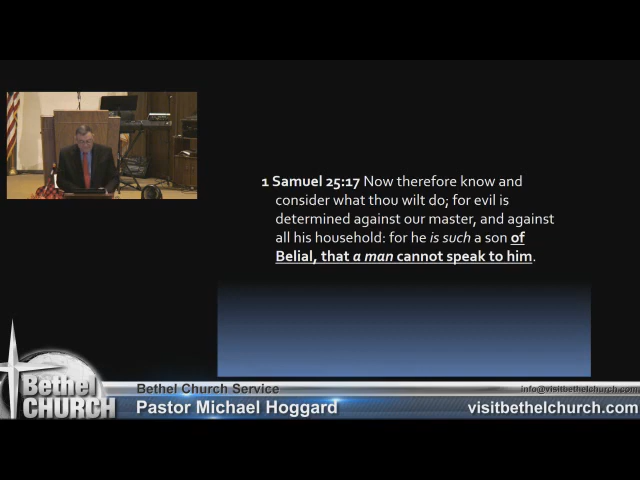 1 Samuel 25:17 Now therefore know and
consider what thou wilt do; for evil is
determined against our master, and against
all his household: for he is such a son of
Belial, that a man cannot speak to him.
Bethel
CHURCH
Bethel Church Service
info@visitbethelchurch.com
Pastor Michael Hoggard
visitbethelchurch.com